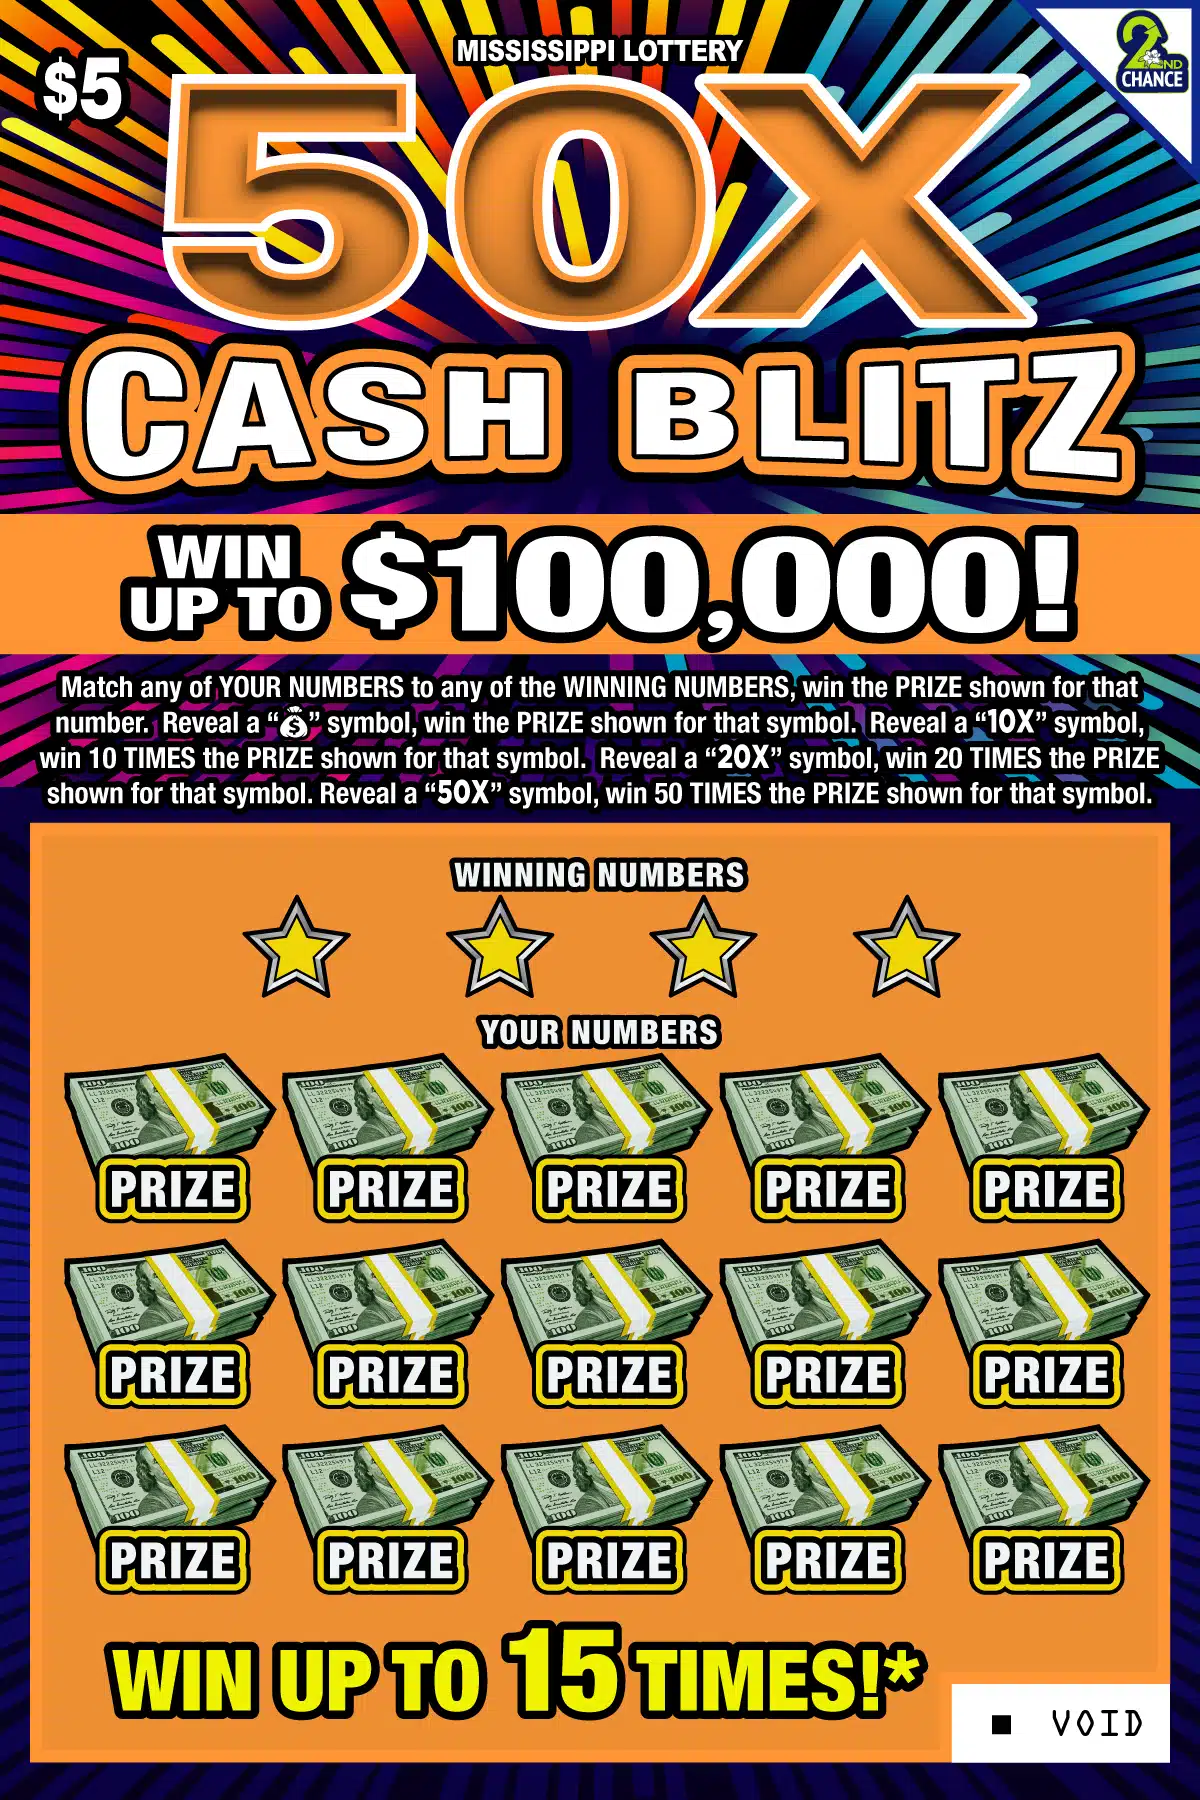 MISSISSIPPI LOTTERY
$5
2ND
CHANCE
50X
CASH BLITZ
WIN
UP TO $100,000!
Match any of YOUR NUMBERS to any of the WINNING NUMBERS, win the PRIZE shown for that
number. Reveal a “$” symbol, win the PRIZE shown for that symbol. Reveal a “10X” symbol,
win 10 TIMES the PRIZE shown for that symbol. Reveal a “20X” symbol, win 20 TIMES the PRIZE
shown for that symbol. Reveal a “50X” symbol, win 50 TIMES the PRIZE shown for that symbol.
WINNING NUMBERS
YOUR NUMBERS
PRIZE PRIZE PRIZE PRIZE PRIZE
PRIZE PRIZE PRIZE PRIZE PRIZE
PRIZE PRIZE PRIZE PRIZE PRIZE
WIN UP TO 15 TIMES!*
VOID